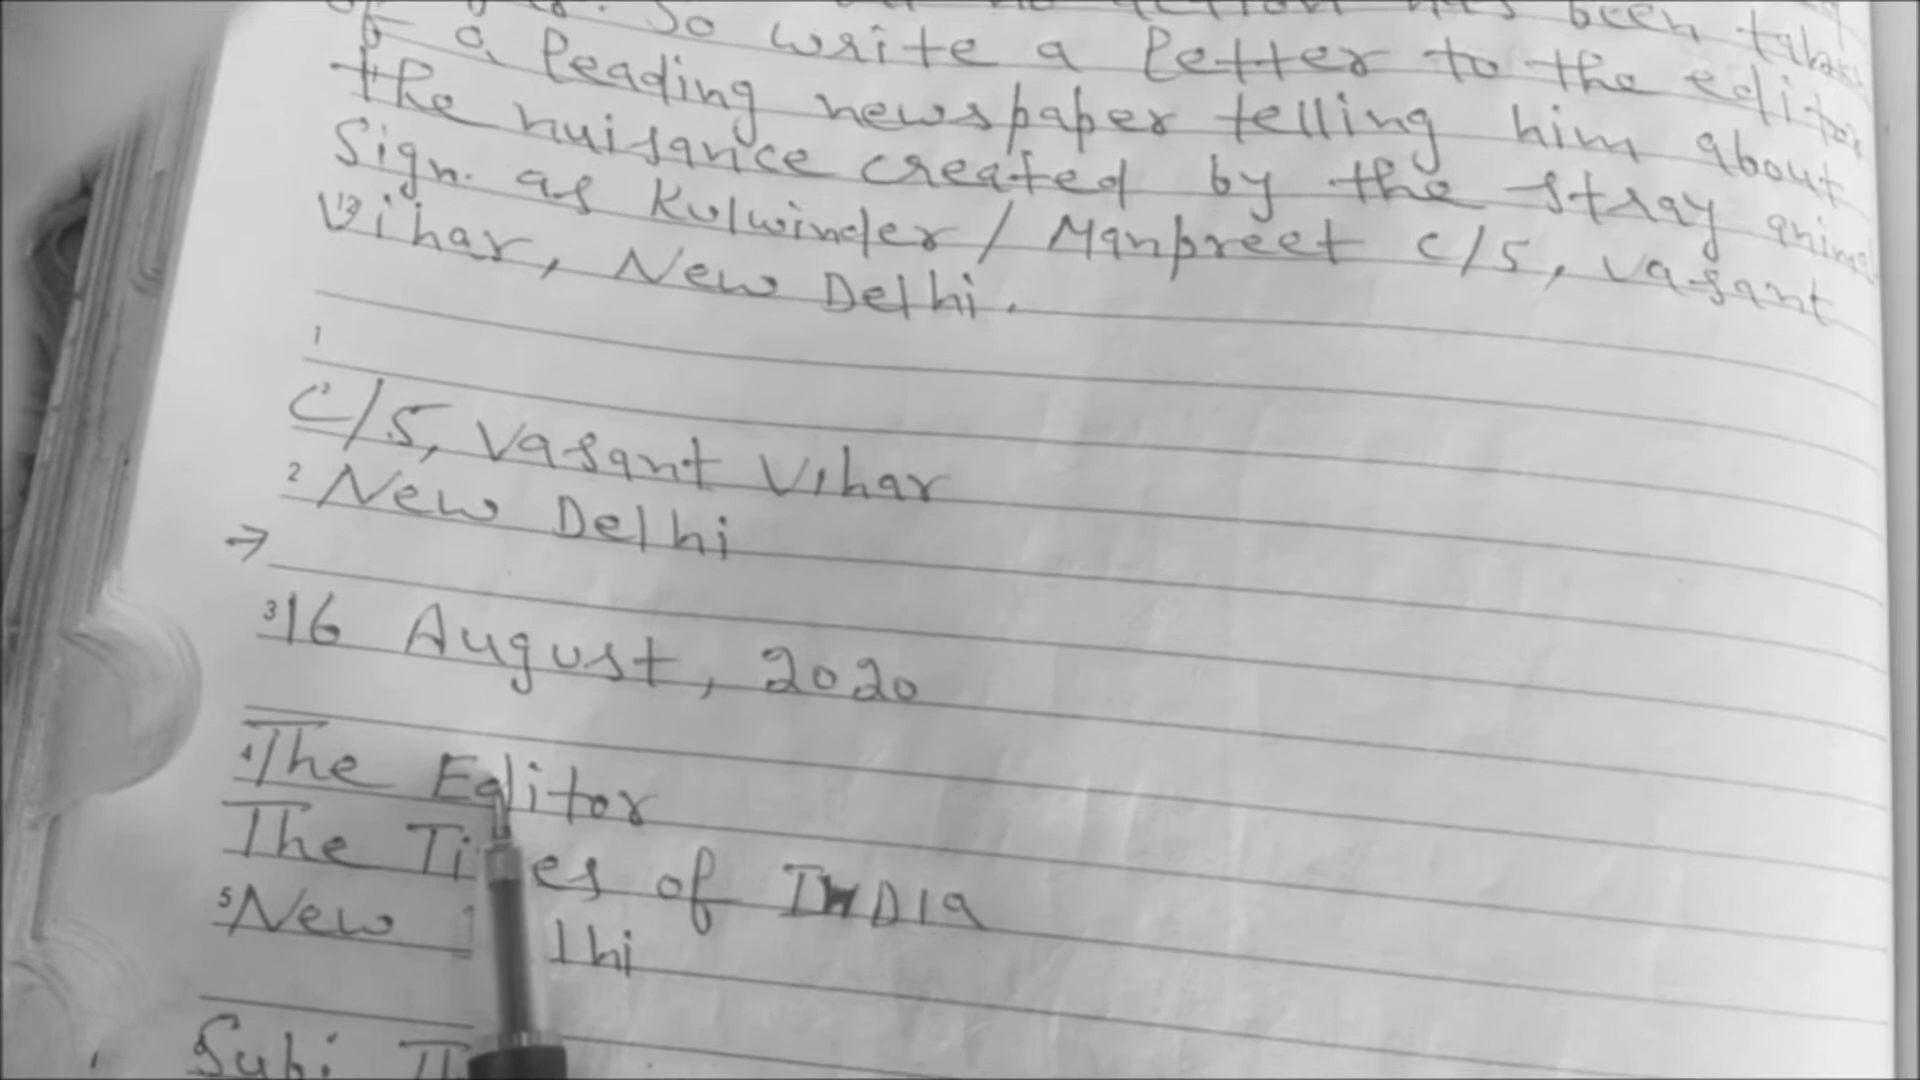 So write a letter to the editor
of a leading newspaper telling him about
the nuisance created by the stray
Sign as Kulwinder / Manpreet C/5, Vasant
Vihar, New Delhi.
1
C/5, Vasant Vihar
2 New Delhi
→
3 16 August, 2020
4 The Editor
The Times of INDIA
5 New Delhi
Sub: